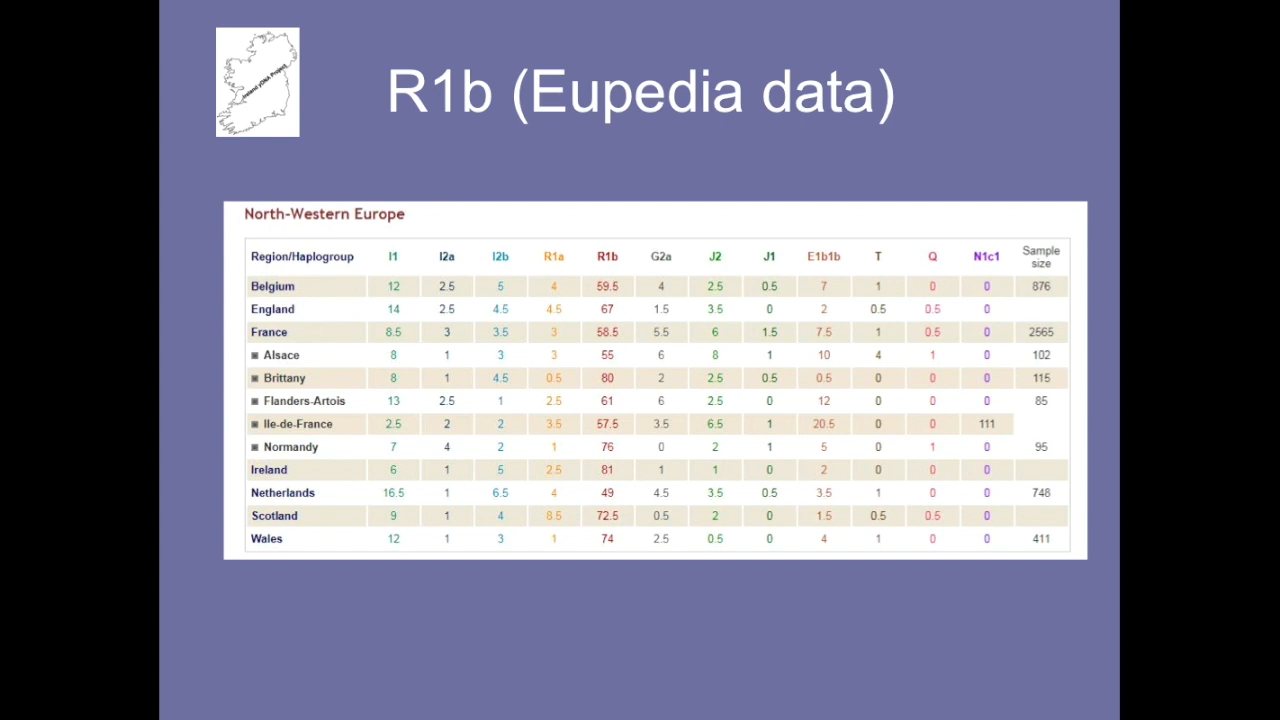 Ireland yDNA Project
R1b (Eupedia data)
North-Western Europe
Region/Haplogroup I1 I2a I2b R1a R1b G2a J2 J1 E1b1b T Q N1c1 Sample size
Belgium 12 2.5 5 4 59.5 4 2.5 0.5 7 1 0 0 876
England 14 2.5 4.5 4.5 67 1.5 3.5 0 2 0.5 0.5 0
France 8.5 3 3.5 3 58.5 5.5 6 1.5 7.5 1 0.5 0 2565
Alsace 8 1 3 3 55 6 8 1 10 4 1 0 102
Brittany 8 1 4.5 0.5 80 2 2.5 0.5 0.5 0 0 0 115
Flanders-Artois 13 2.5 1 2.5 61 6 2.5 0 12 0 0 0 85
Ile-de-France 2.5 2 2 3.5 57.5 3.5 6.5 1 20.5 0 0 111
Normandy 7 4 2 1 76 0 2 1 5 0 1 0 95
Ireland 6 1 5 2.5 81 1 1 0 2 0 0 0
Netherlands 16.5 1 6.5 4 49 4.5 3.5 0.5 3.5 1 0 0 748
Scotland 9 1 4 8.5 72.5 0.5 2 0 1.5 0.5 0.5 0
Wales 12 1 3 1 74 2.5 0.5 0 4 1 0 0 411